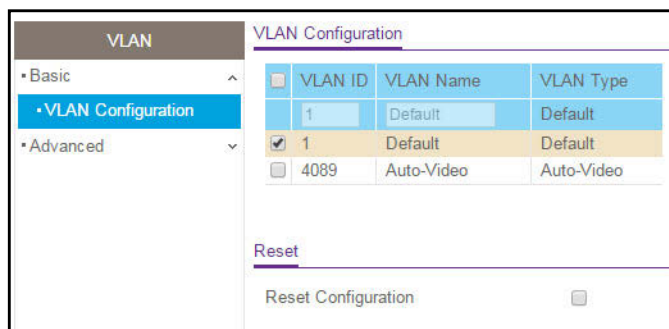 VLAN
Basic
VLAN Configuration
Advanced
VLAN Configuration
VLAN ID VLAN Name VLAN Type
1 Default Default
1 Default Default
4089 Auto-Video Auto-Video
Reset
Reset Configuration